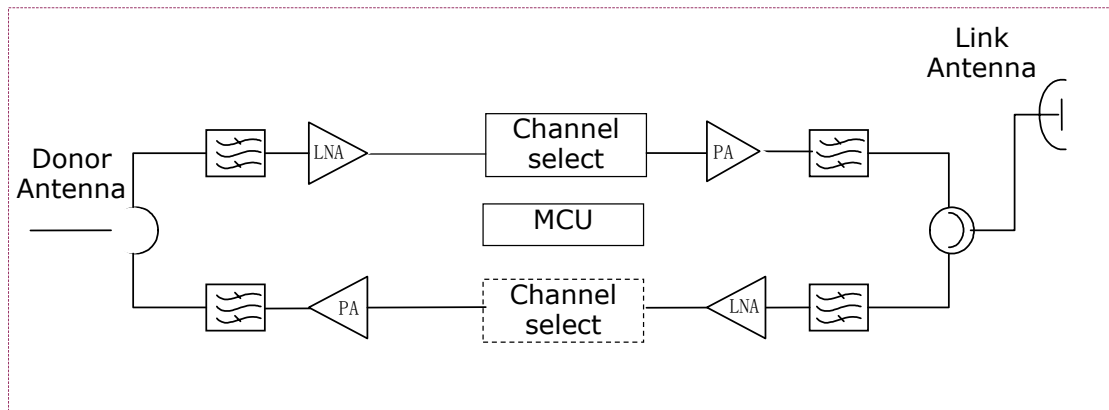 Link
Antenna
Donor
Antenna
LNA
Channel
select
PA
MCU
PA
Channel
select
LNA